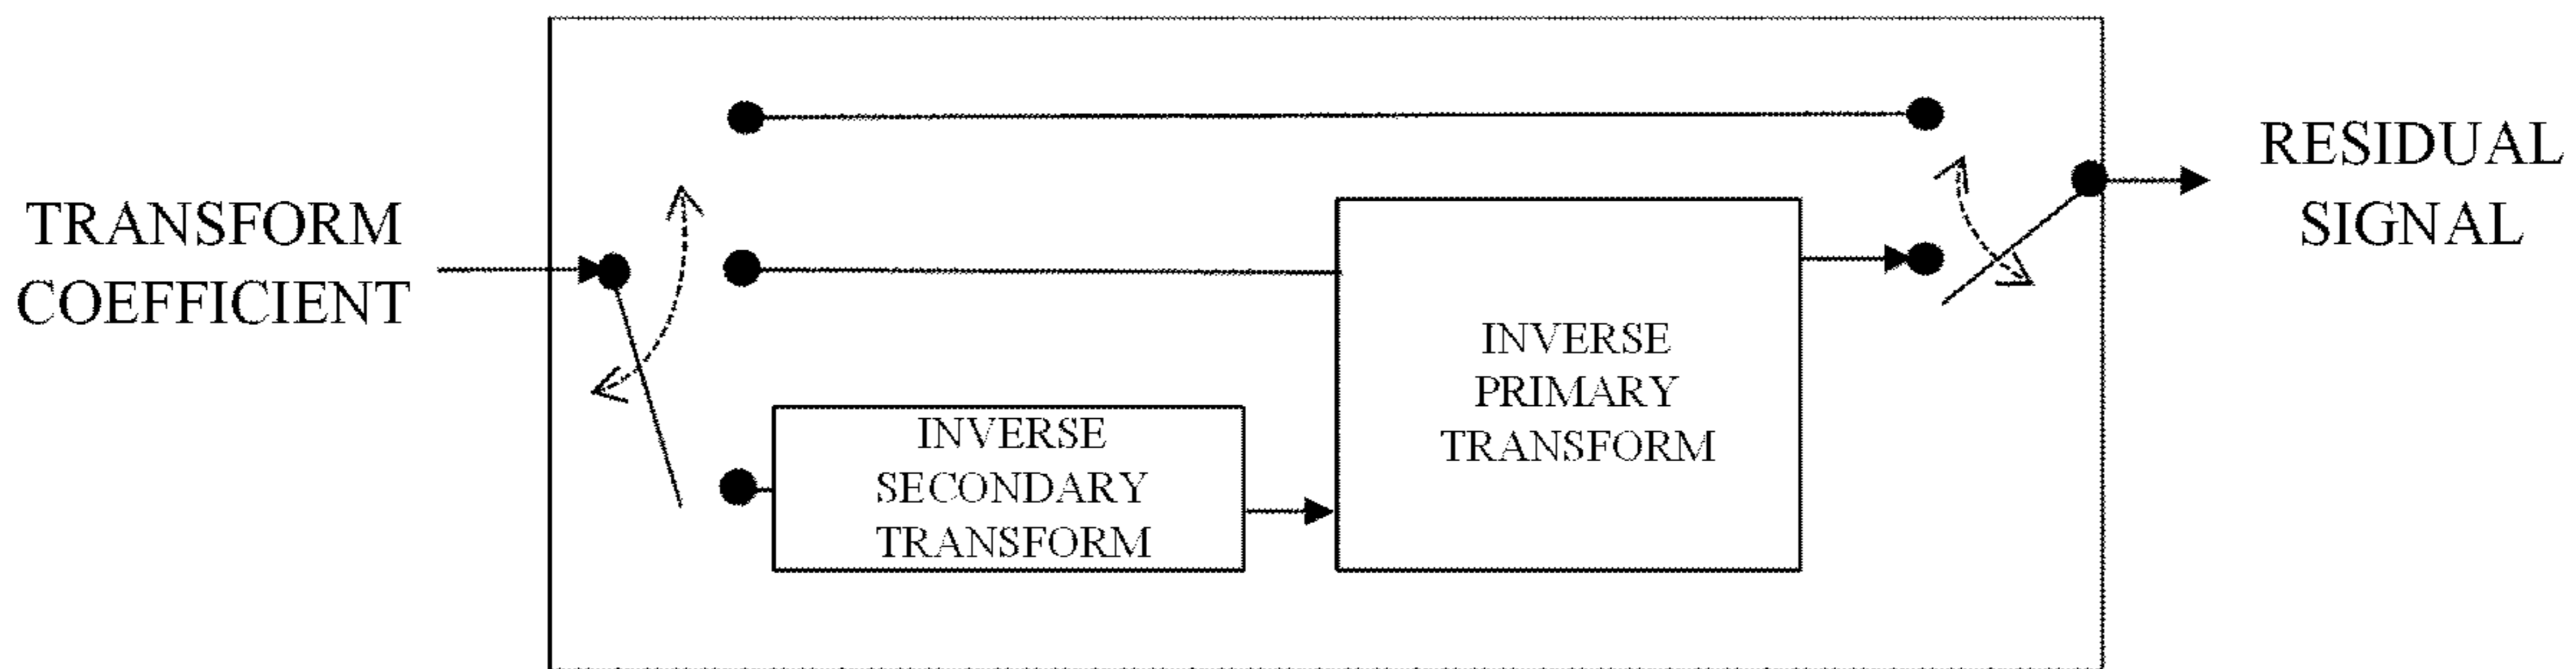 TRANSFORM
COEFFICIENT
INVERSE
SECONDARY
TRANSFORM
INVERSE
PRIMARY
TRANSFORM
RESIDUAL
SIGNAL